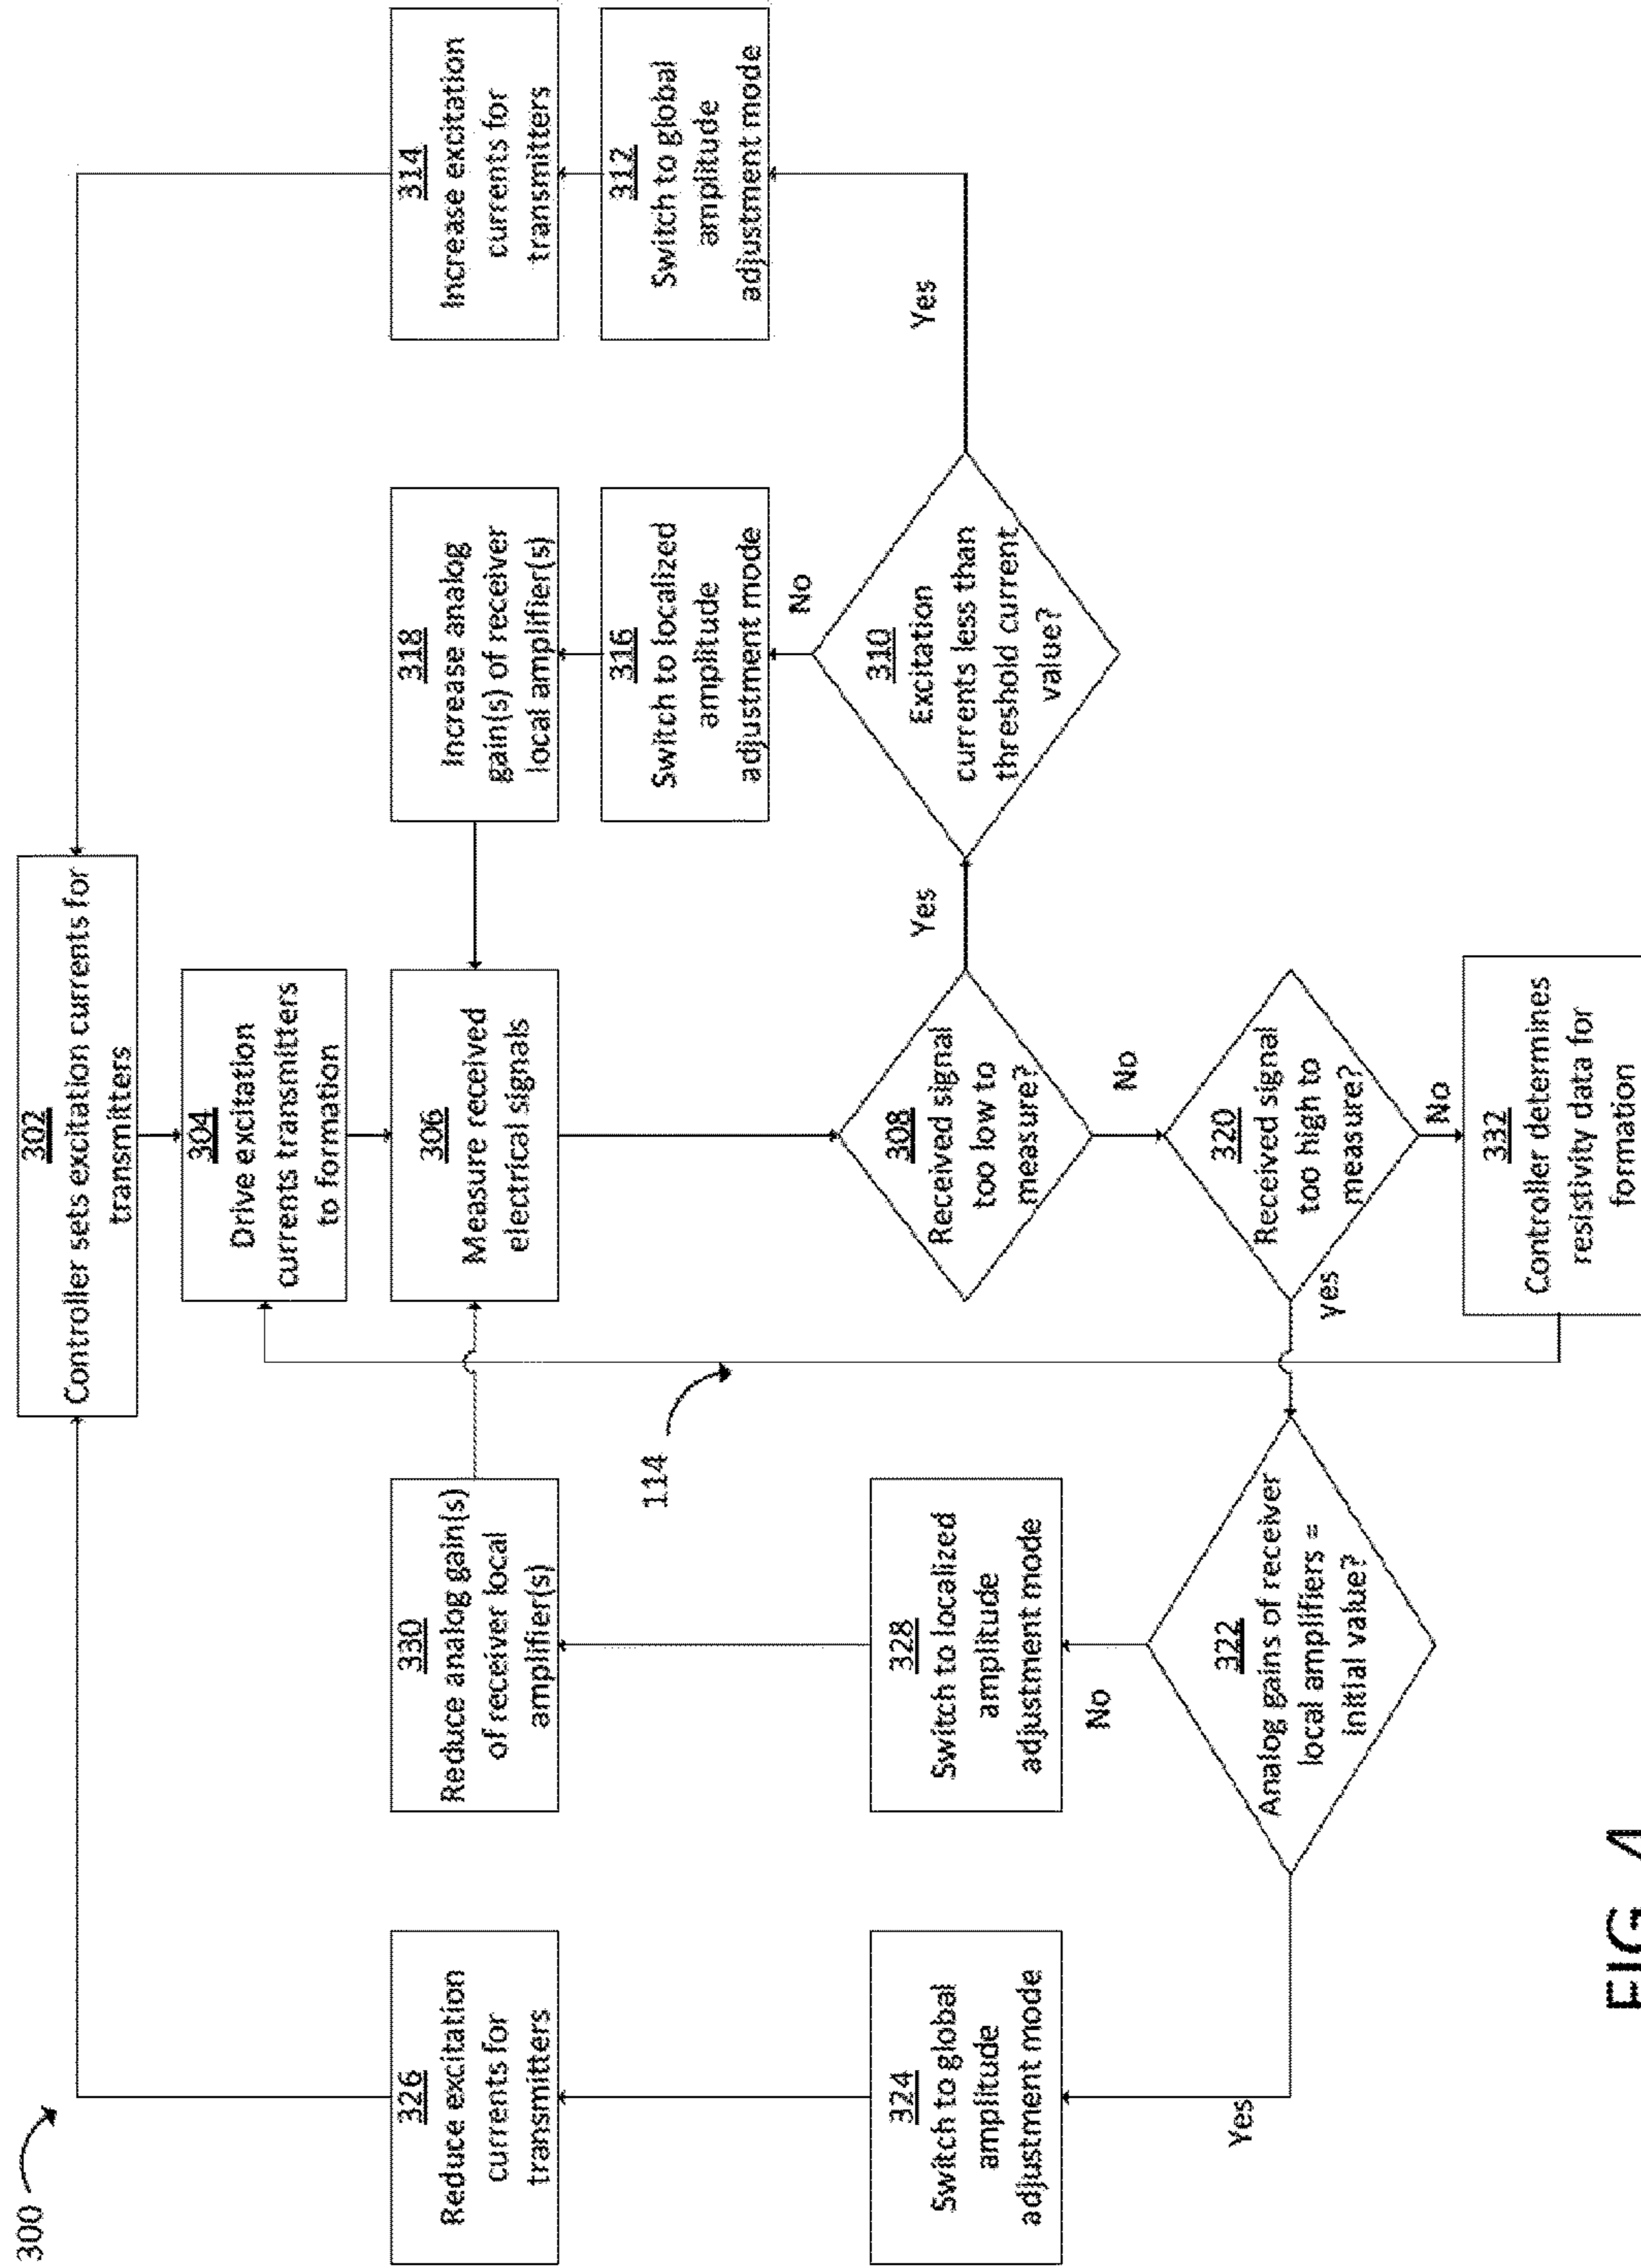 300
302
Controller sets excitation currents for
transmitters
304
Drive excitation
currents transmitters
to formation
326
Reduce excitation
currents for
transmitters
330
Reduce analog gain(s)
of receiver local
amplifier(s)
306
Measure received
electrical signals
318
Increase analog
gain(s) of receiver
local amplifier(s)
314
Increase excitation
currents for
transmitters
316
Switch to localized
amplitude
adjustment mode
312
Switch to global
amplitude
adjustment mode
114
No
324
Switch to global
amplitude
adjustment mode
328
Switch to localized
amplitude
adjustment mode
308
Received signal
too low to
measure?
Yes
310
Excitation
currents less than
threshold current
value?
Yes
No
No
Yes
322
Analog gains of receiver
local amplifiers =
initial value?
yes
320
Received signal
too high to
measure?
No
332
Controller determines
resistivity data for
formation
FIG. 4